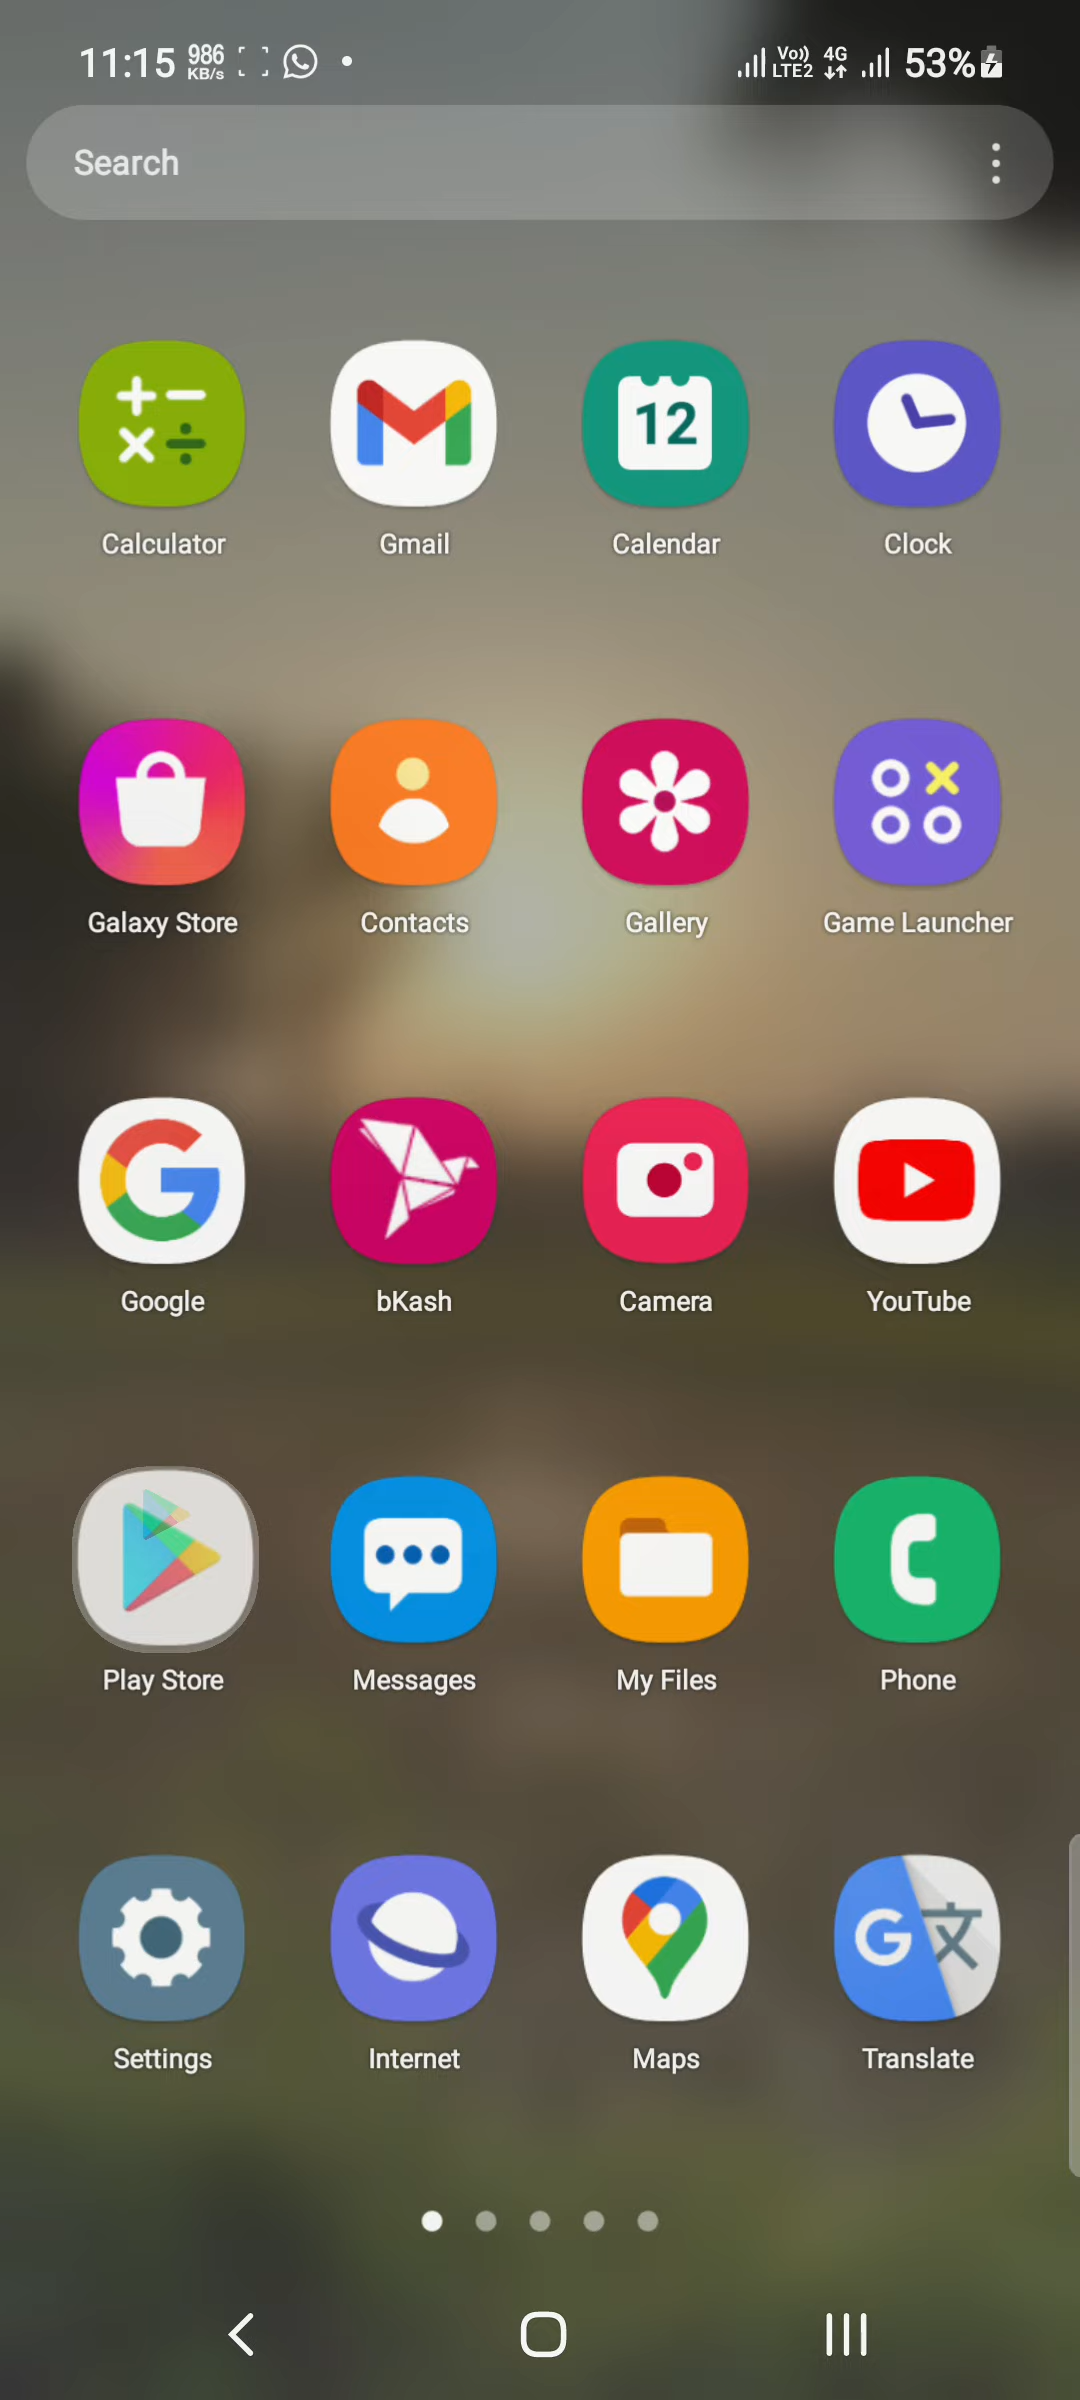 11:15 986 KB/s Vo)) LTE2 4G 53%
Search
12
Calculator Gmail Calendar Clock
Galaxy Store Contacts Gallery Game Launcher
Google bKash Camera YouTube
Play Store Messages My Files Phone
G 文
Settings Internet Maps Translate